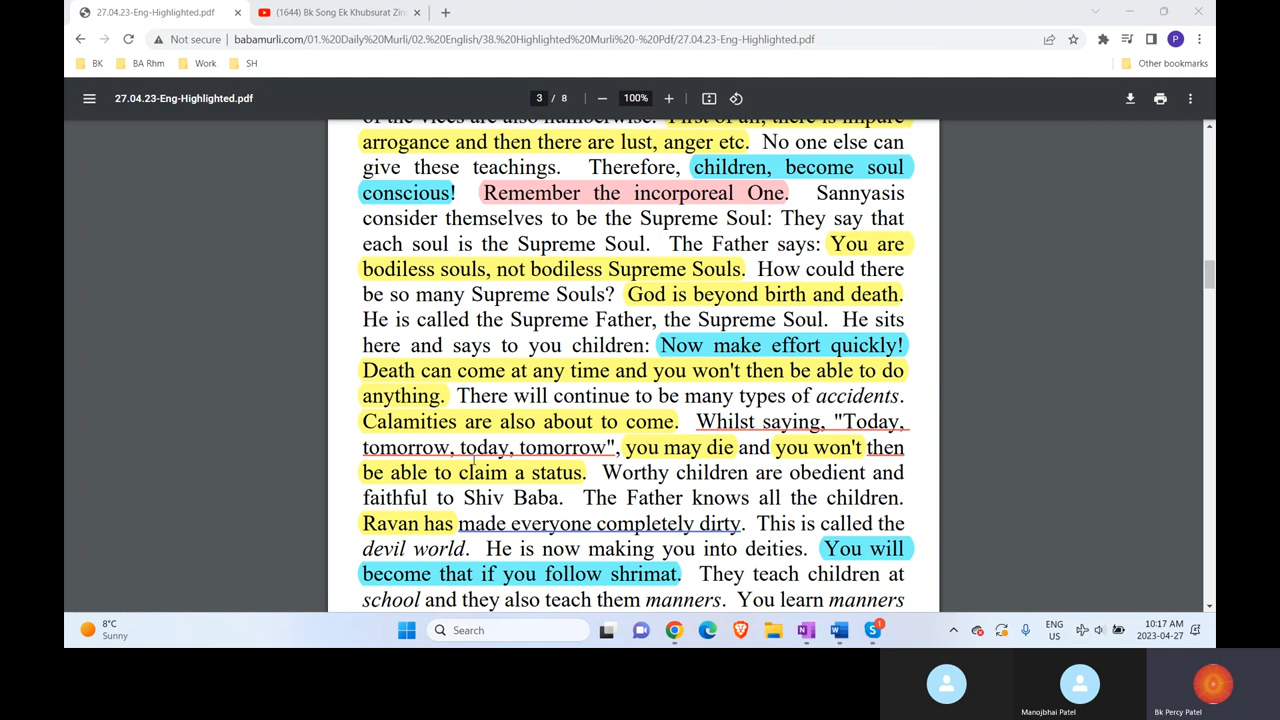 27.04.23-Eng-Highlighted.pdf
(1644) Bk Song Ek Khubsurat Zin
Not secure
babamurli.com/01.%20Daily%20Murli/02.%20English/38.%20Highlighted%20Murli%20-%20Pdf/27.04.23-Eng-Highlighted.pdf
BK
BA Rhm
Work
SH
Other bookmarks
27.04.23-Eng-Highlighted.pdf
3 / 8
100%
of the vices are also numberwise. First of all, there is impure
arrogance and then there are lust, anger etc. No one else can
give these teachings. Therefore, children, become soul
conscious! Remember the incorporeal One. Sannyasis
consider themselves to be the Supreme Soul: They say that
each soul is the Supreme Soul. The Father says: You are
bodiless souls, not bodiless Supreme Souls. How could there
be so many Supreme Souls? God is beyond birth and death.
He is called the Supreme Father, the Supreme Soul. He sits
here and says to you children: Now make effort quickly!
Death can come at any time and you won't then be able to do
anything. There will continue to be many types of accidents.
Calamities are also about to come. Whilst saying, "Today,
tomorrow, today, tomorrow", you may die and you won't then
be able to claim a status. Worthy children are obedient and
faithful to Shiv Baba. The Father knows all the children.
Ravan has made everyone completely dirty. This is called the
devil world. He is now making you into deities. You will
become that if you follow shrimat. They teach children at
school and they also teach them manners. You learn manners
8°C
Sunny
Search
ENG
US
10:17 AM
2023-04-27
Manojbhai Patel
Bk Percy Patel